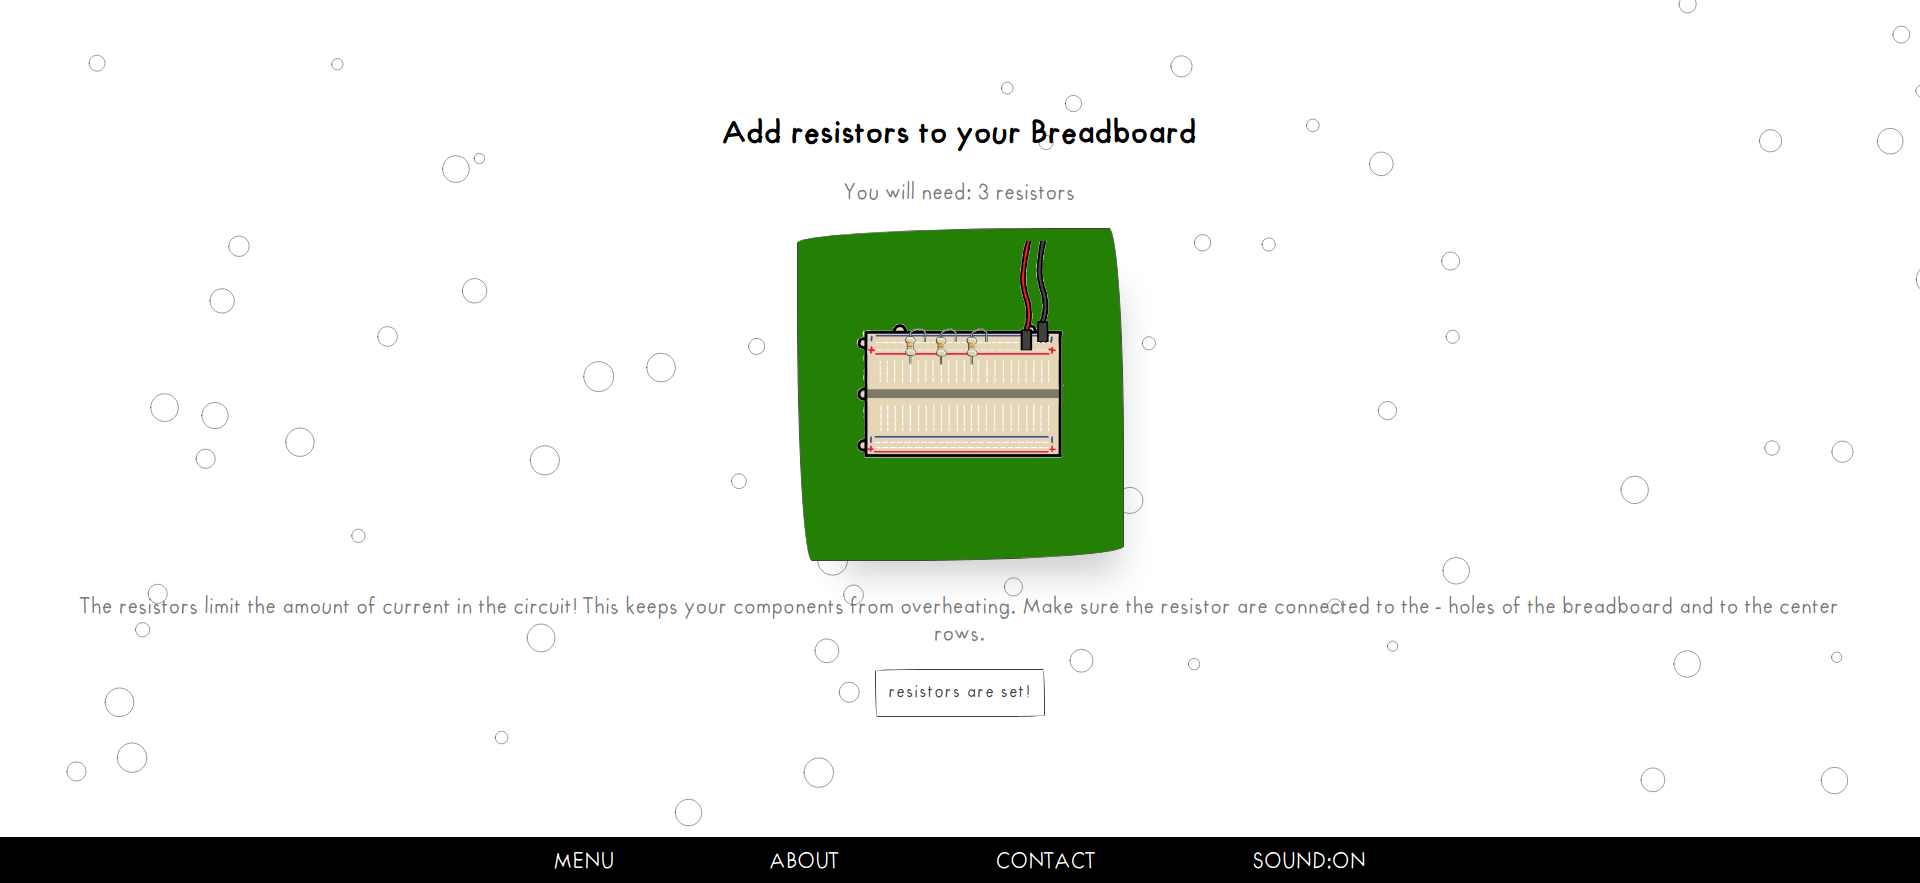 Add resistors to your Breadboard
You will need: 3 resistors
The resistors limit the amount of current in the circuit! This keeps your components from overheating. Make sure the resistor are connected to the - holes of the breadboard and to the center
rows.
resistors are set!
MENU ABOUT CONTACT SOUND:ON